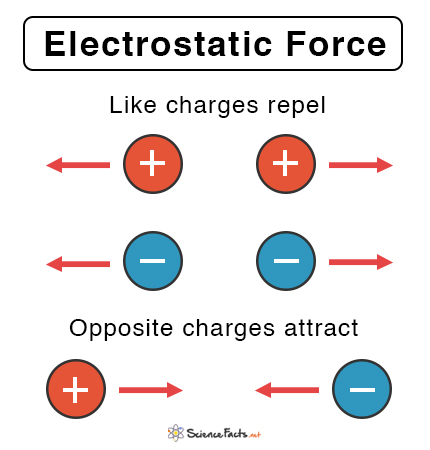 Electrostatic Force
Like charges repel
+ +
− −
Opposite charges attract
+ −
ScienceFacts.net